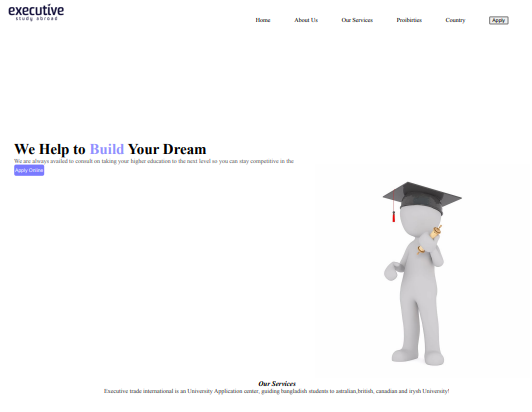 executive
study abroad
Home About Us Our Services Prosbirties Country Apply
We Help to Build Your Dream
We are always availed to consult on taking your higher education to the next level so you can stay competitive in the
Apply Online
Our Services
Executive trade international is an University Application center, guiding bangladish students to astralian,british, canadian and irysh University!